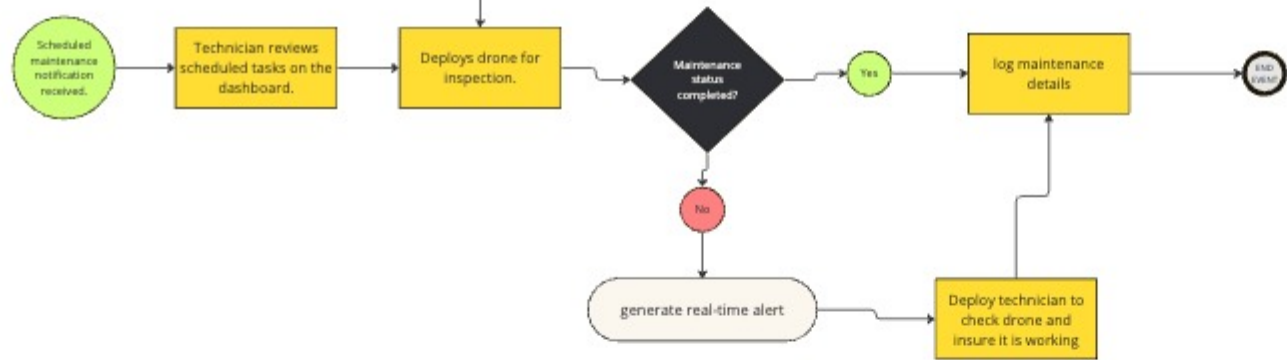 Scheduled
maintenance
notification
received.
Technician reviews
scheduled tasks on the
dashboard.
Deploys drone for
inspection.
Maintenance
status
completed?
Yes
log maintenance
details
END
EVENT
No
generate real-time alert
Deploy technician to
check drone and
insure it is working